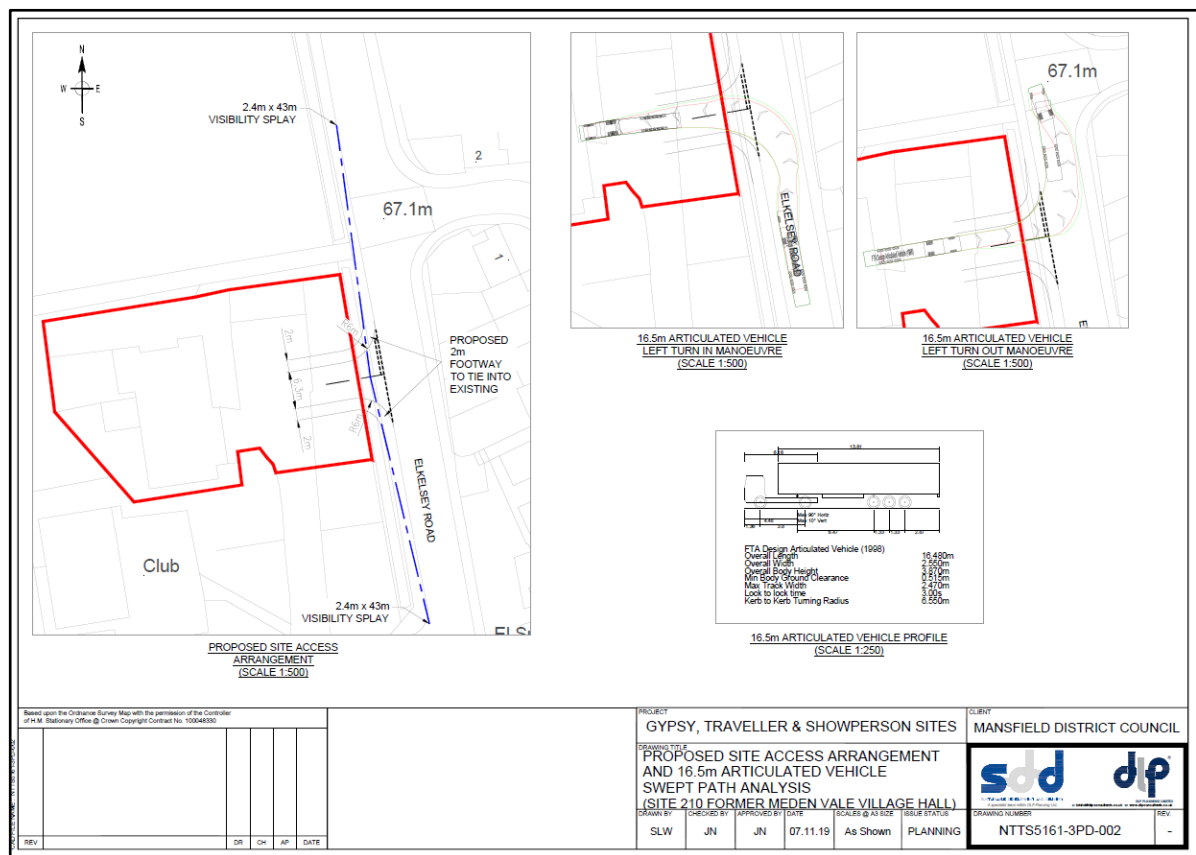 N
W E
S
2.4m x 43m
VISIBILITY SPLAY
2
67.1m
1
R6m
2m
6.3m
2m
R6m
PROPOSED
2m
FOOTWAY
TO TIE INTO
EXISTING
ELKELSEY ROAD
Club
2.4m x 43m
VISIBILITY SPLAY
PROPOSED SITE ACCESS
ARRANGEMENT
(SCALE 1:500)
ELKELSEY ROAD
16.5m ARTICULATED VEHICLE
LEFT TURN IN MANOEUVRE
(SCALE 1:500)
67.1m
16.5m ARTICULATED VEHICLE
LEFT TURN OUT MANOEUVRE
(SCALE 1:500)
FTA Design Articulated Vehicle (1998)
Overall Length 16.480m
Overall Width 2.550m
Overall Body Height 3.870m
Min Body Ground Clearance 0.515m
Max Track Width 2.470m
Lock to lock time 3.00s
Kerb to Kerb Turning Radius 6.550m
16.5m ARTICULATED VEHICLE PROFILE
(SCALE 1:250)
Based upon the Ordnance Survey Map with the permission of the Controller
of H.M. Stationary Office @ Crown Copyright Contract No. 100048390
REV DR CH AP DATE
PROJECT
GYPSY, TRAVELLER & SHOWPERSON SITES
CLIENT
MANSFIELD DISTRICT COUNCIL
DRAWING TITLE
PROPOSED SITE ACCESS ARRANGEMENT
AND 16.5m ARTICULATED VEHICLE
SWEPT PATH ANALYSIS
(SITE 210 FORMER MEDEN VALE VILLAGE HALL)
sdd dlp
DRAWN BY CHECKED BY APPROVED BY DATE SCALES @ A3 SIZE ISSUE STATUS DRAWING NUMBER REV.
SLW JN JN 07.11.19 As Shown PLANNING NTTS5161-3PD-002 -